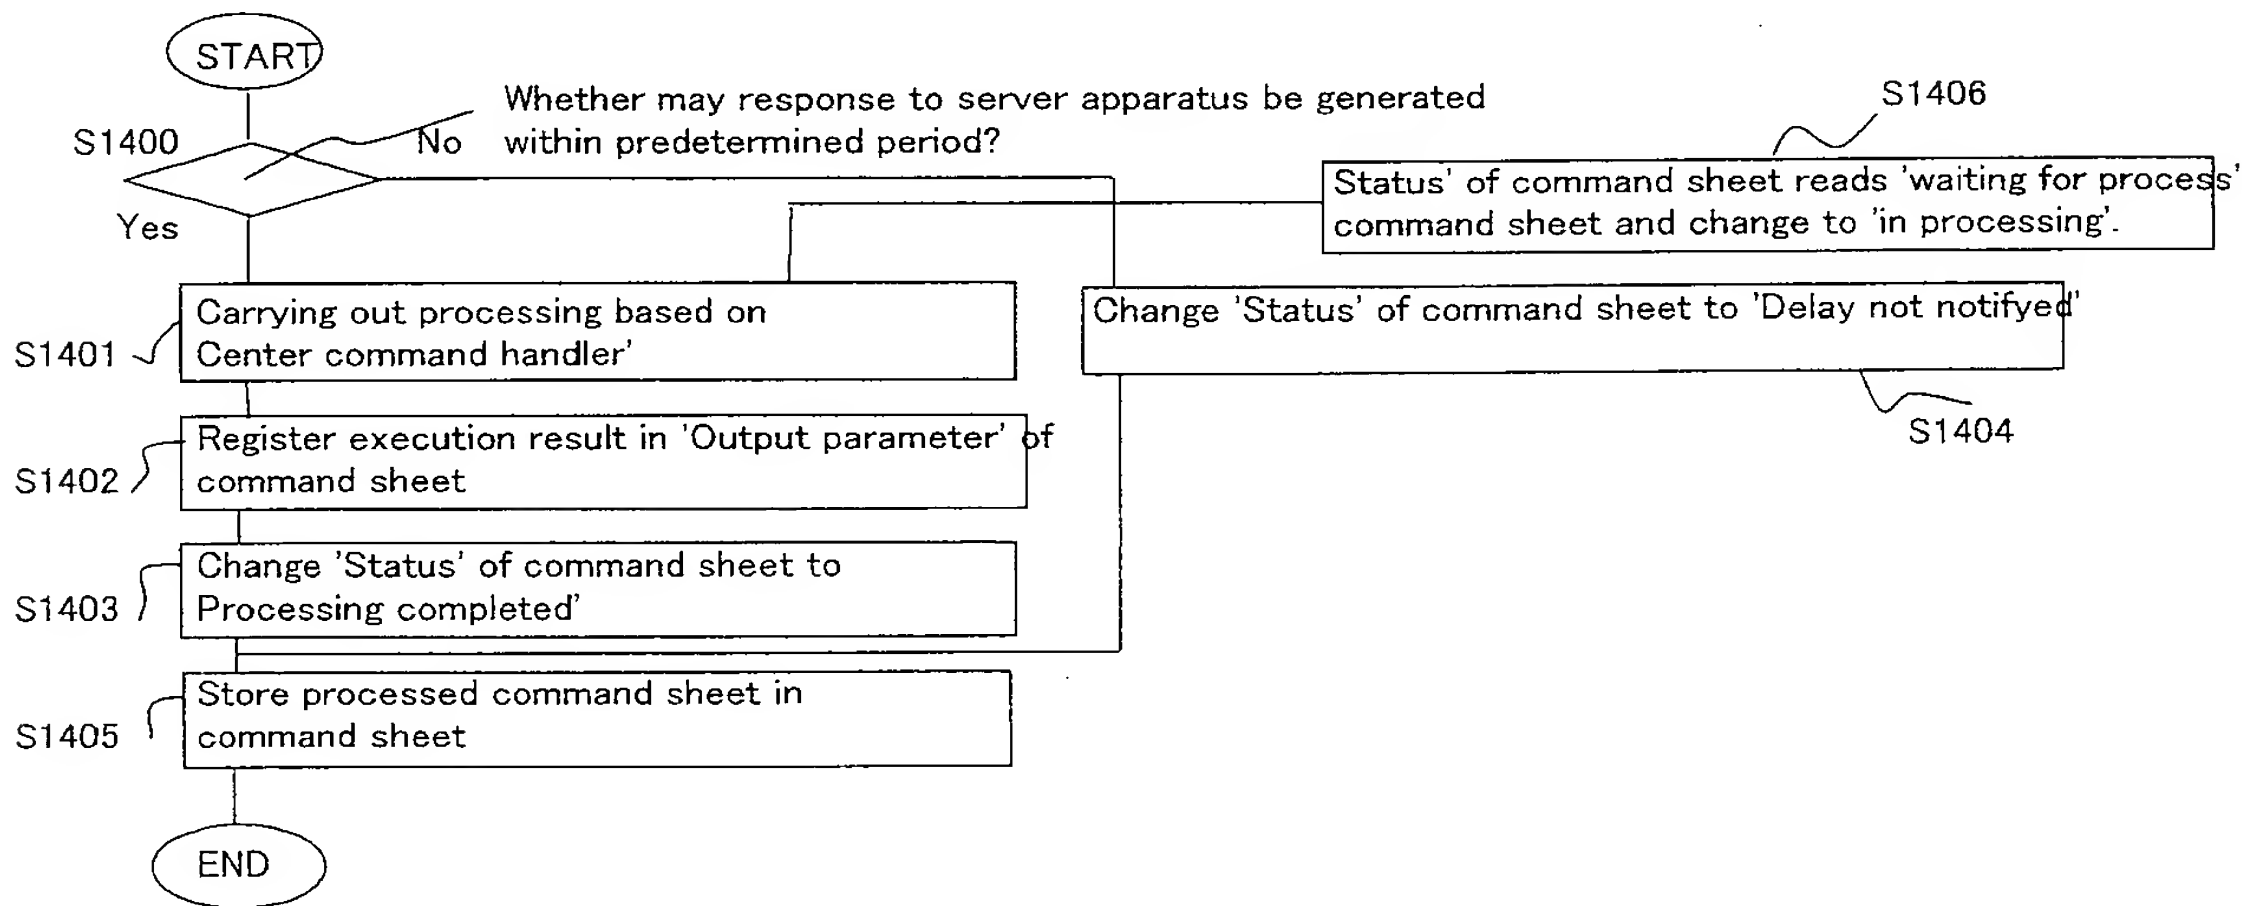 START
Whether may response to server apparatus be generated
within predetermined period?
S1400
No
Yes
S1406
Status' of command sheet reads 'waiting for process'
command sheet and change to 'in processing'.
Carrying out processing based on
Center command handler'
S1401
Change 'Status' of command sheet to 'Delay not notifyed'
S1404
Register execution result in 'Output parameter' of
command sheet
S1402
Change 'Status' of command sheet to
Processing completed'
S1403
Store processed command sheet in
command sheet
S1405
END